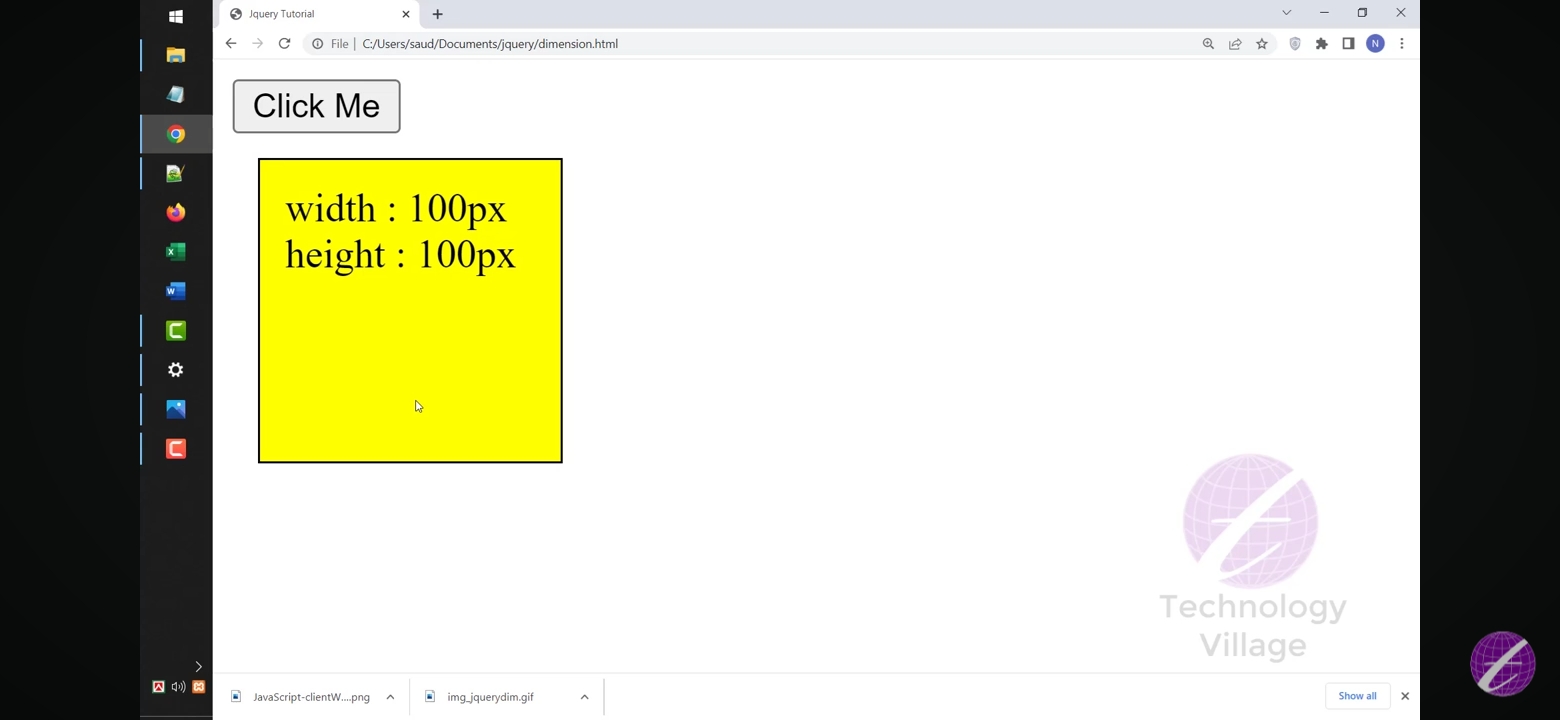 Jquery Tutorial
File
C:/Users/saud/Documents/jquery/dimension.html
N
Click Me
width : 100px
height : 100px
Technology
Village
JavaScript-clientW....png
img_jquerydim.gif
Show all